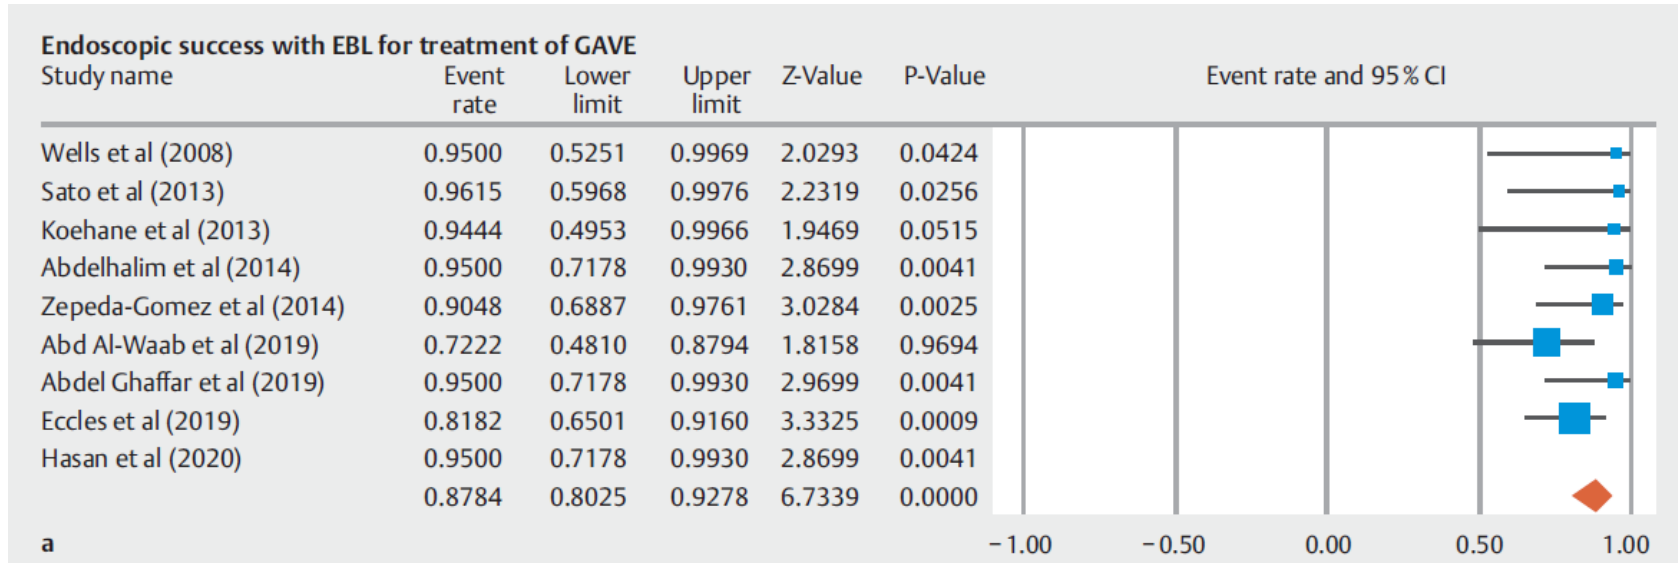 Endoscopic success with EBL for treatment of GAVE
Study name Event rate Lower limit Upper limit Z-Value P-Value Event rate and 95% CI
Wells et al (2008) 0.9500 0.5251 0.9969 2.0293 0.0424
Sato et al (2013) 0.9615 0.5968 0.9976 2.2319 0.0256
Koehane et al (2013) 0.9444 0.4953 0.9966 1.9469 0.0515
Abdelhalim et al (2014) 0.9500 0.7178 0.9930 2.8699 0.0041
Zepeda-Gomez et al (2014) 0.9048 0.6887 0.9761 3.0284 0.0025
Abd Al-Waab et al (2019) 0.7222 0.4810 0.8794 1.8158 0.9694
Abdel Ghaffar et al (2019) 0.9500 0.7178 0.9930 2.9699 0.0041
Eccles et al (2019) 0.8182 0.6501 0.9160 3.3325 0.0009
Hasan et al (2020) 0.9500 0.7178 0.9930 2.8699 0.0041
0.8784 0.8025 0.9278 6.7339 0.0000
a −1.00 −0.50 0.00 0.50 1.00